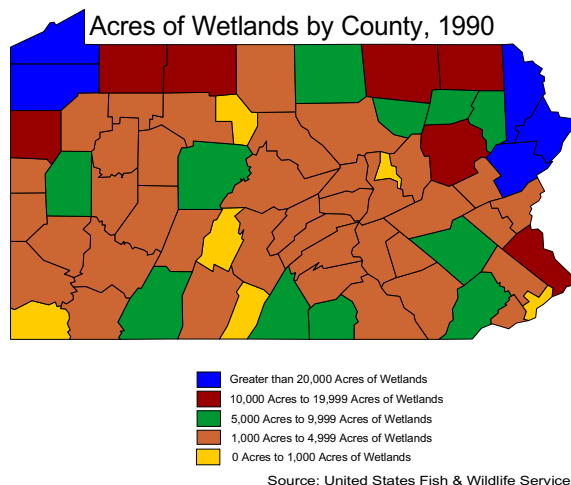 Acres of Wetlands by County, 1990
Greater than 20,000 Acres of Wetlands
10,000 Acres to 19,999 Acres of Wetlands
5,000 Acres to 9,999 Acres of Wetlands
1,000 Acres to 4,999 Acres of Wetlands
0 Acres to 1,000 Acres of Wetlands
Source: United States Fish & Wildlife Service